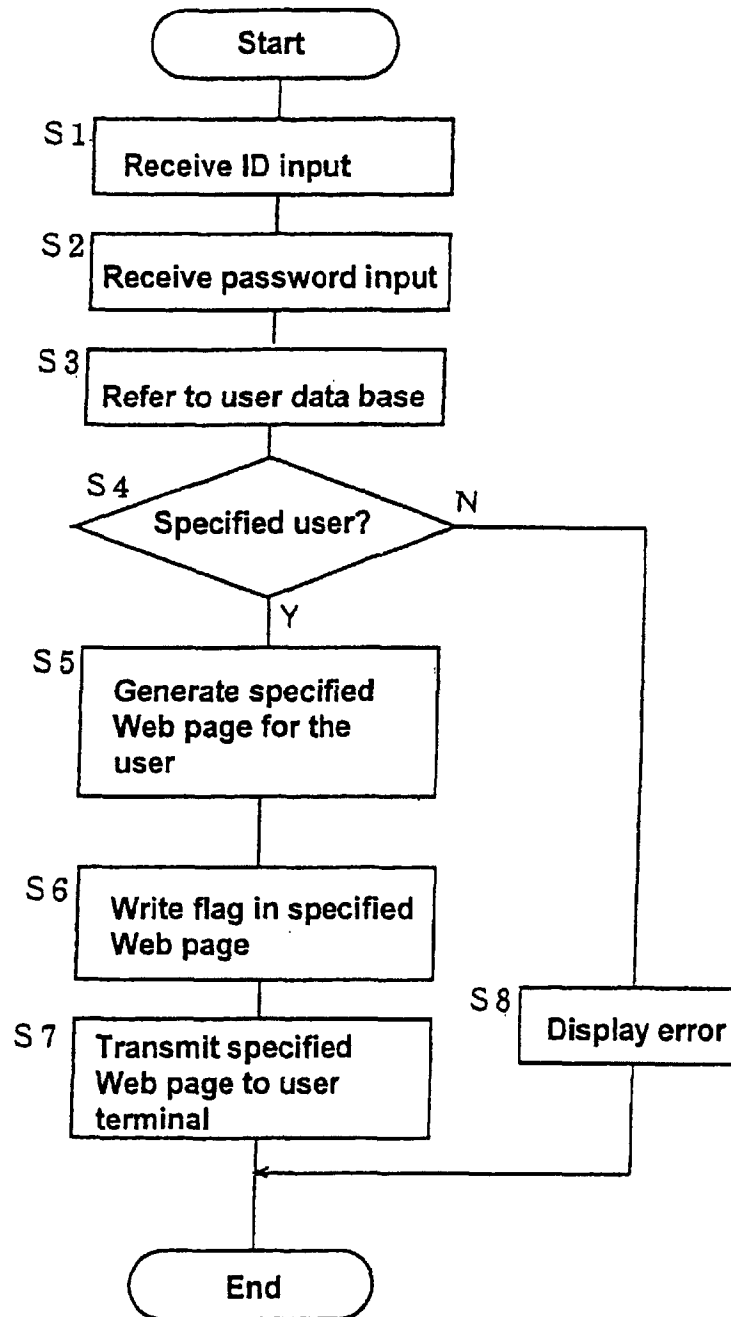 Start
S1
Receive ID input
S2
Receive password input
S3
Refer to user data base
S4
Specified user?
N
Y
S5
Generate specified
Web page for the
user
S6
Write flag in specified
Web page
S7
Transmit specified
Web page to user
terminal
S8
Display error
End